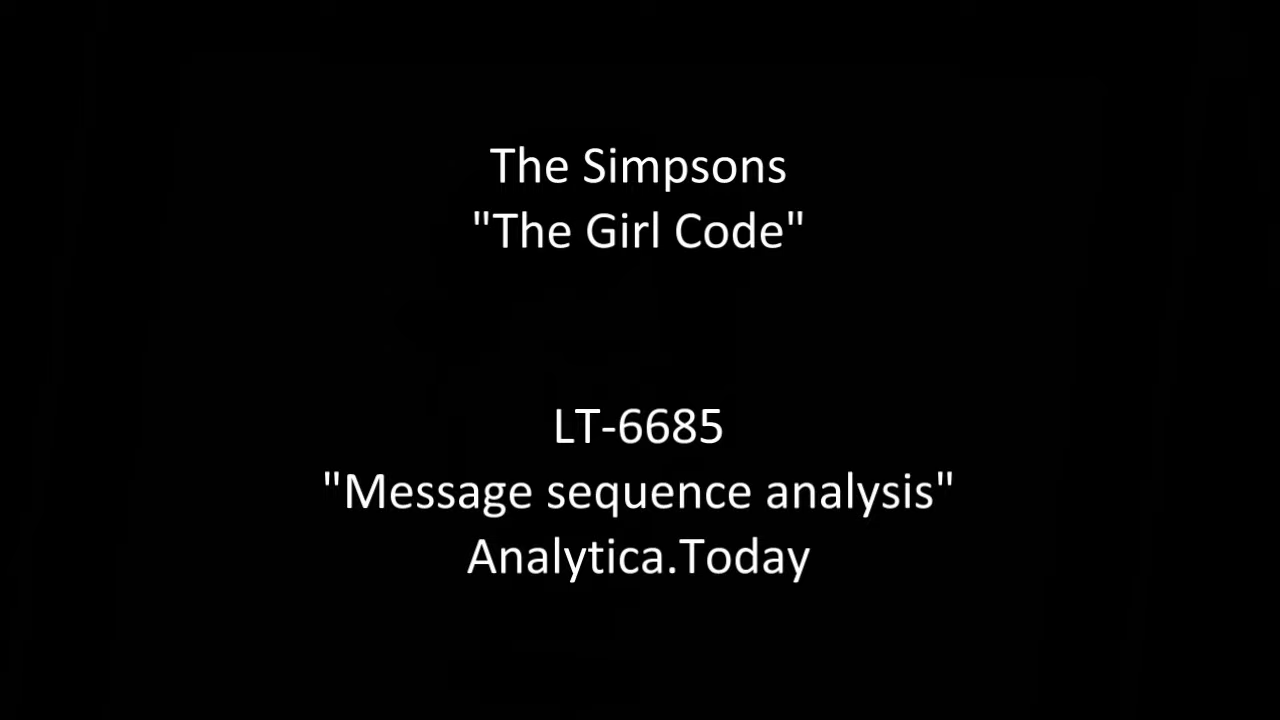 The Simpsons
"The Girl Code"
LT-6685
"Message sequence analysis"
Analytica.Today